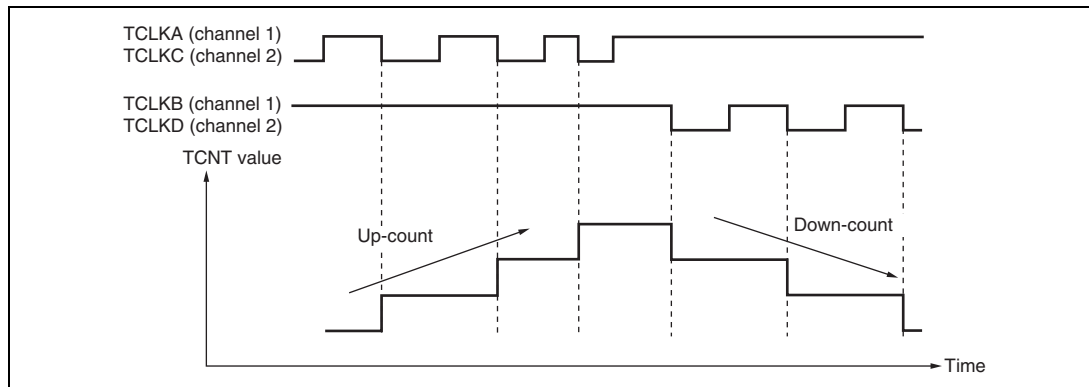 TCLKA (channel 1)
TCLKC (channel 2)
TCLKB (channel 1)
TCLKD (channel 2)
TCNT value
Up-count
Down-count
Time